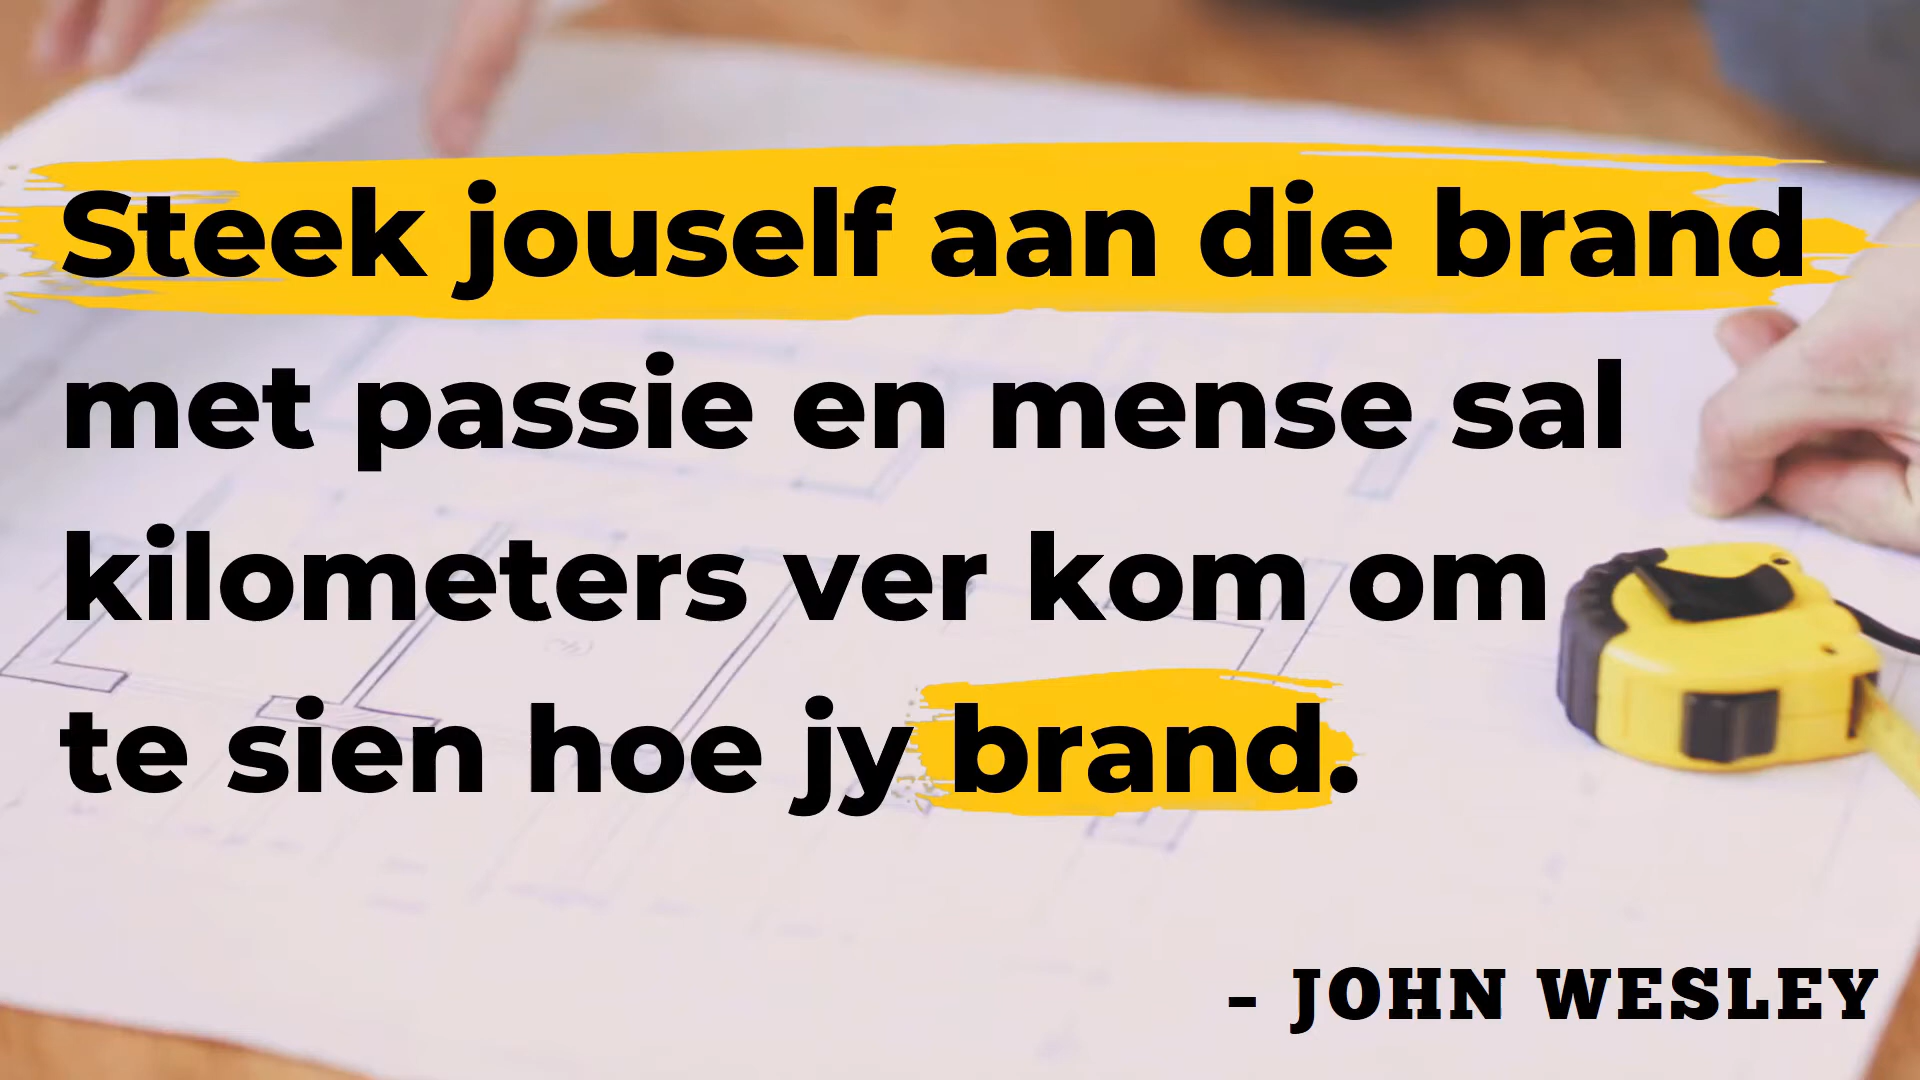 Steek jouself aan die brand
met passie en mense sal
kilometers ver kom om
te sien hoe jy brand.
- JOHN WESLEY